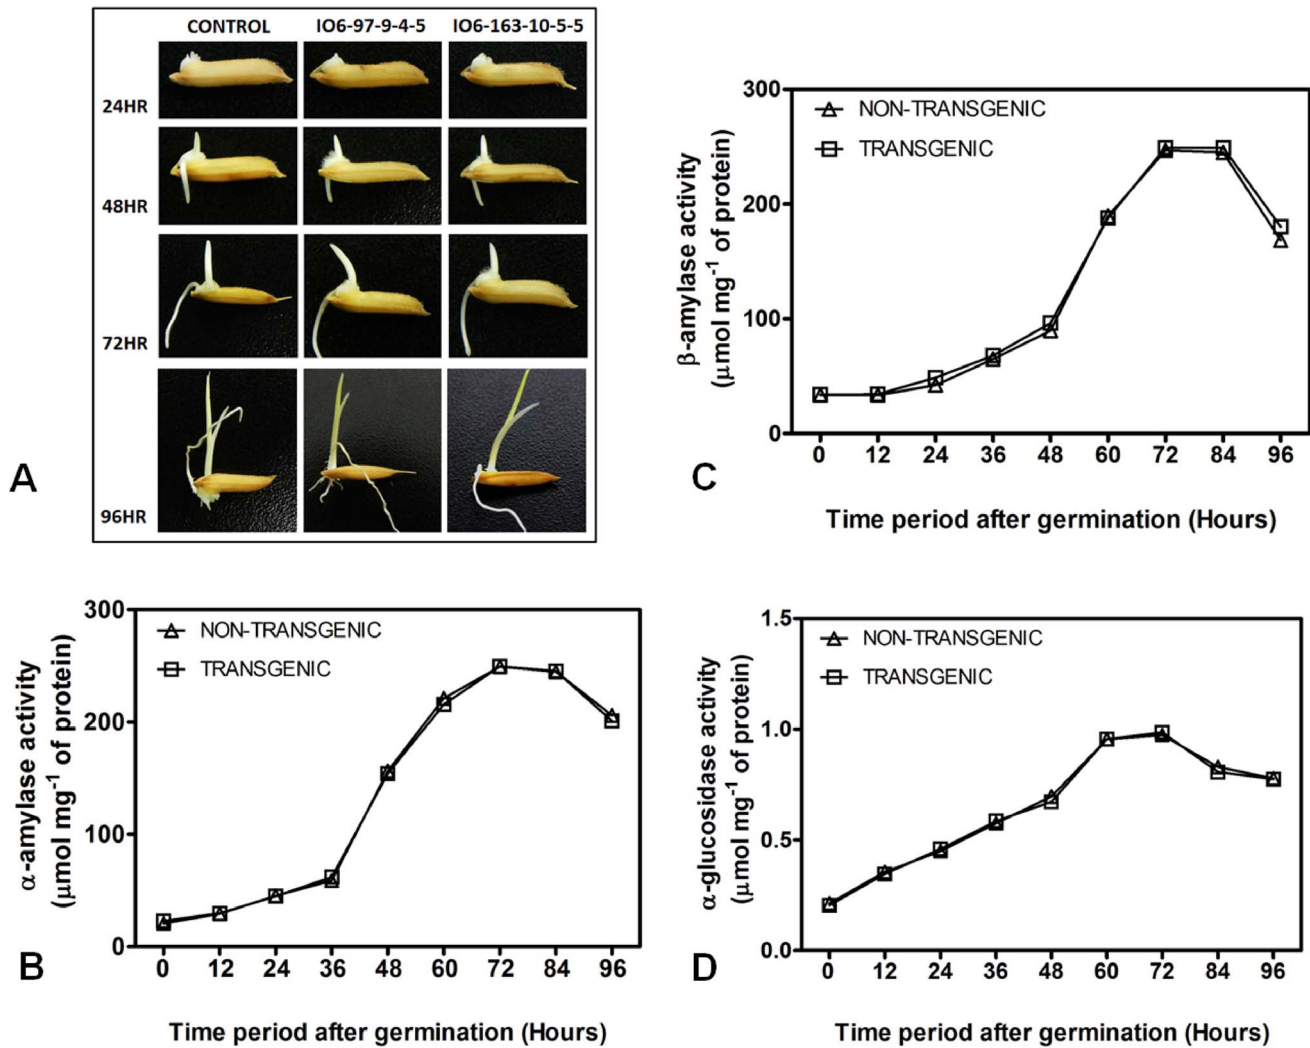 CONTROL IO6-97-9-4-5 IO6-163-10-5-5
24HR
48HR
72HR
96HR
A
300
200
100
0
β-amylase activity
(μmol mg⁻¹ of protein)
NON-TRANSGENIC
TRANSGENIC
0 12 24 36 48 60 72 84 96
Time period after germination (Hours)
C
300
200
100
0
α-amylase activity
(μmol mg⁻¹ of protein)
NON-TRANSGENIC
TRANSGENIC
0 12 24 36 48 60 72 84 96
Time period after germination (Hours)
B
1.5
1.0
0.5
0.0
α-glucosidase activity
(μmol mg⁻¹ of protein)
NON-TRANSGENIC
TRANSGENIC
0 12 24 36 48 60 72 84 96
Time period after germination (Hours)
D